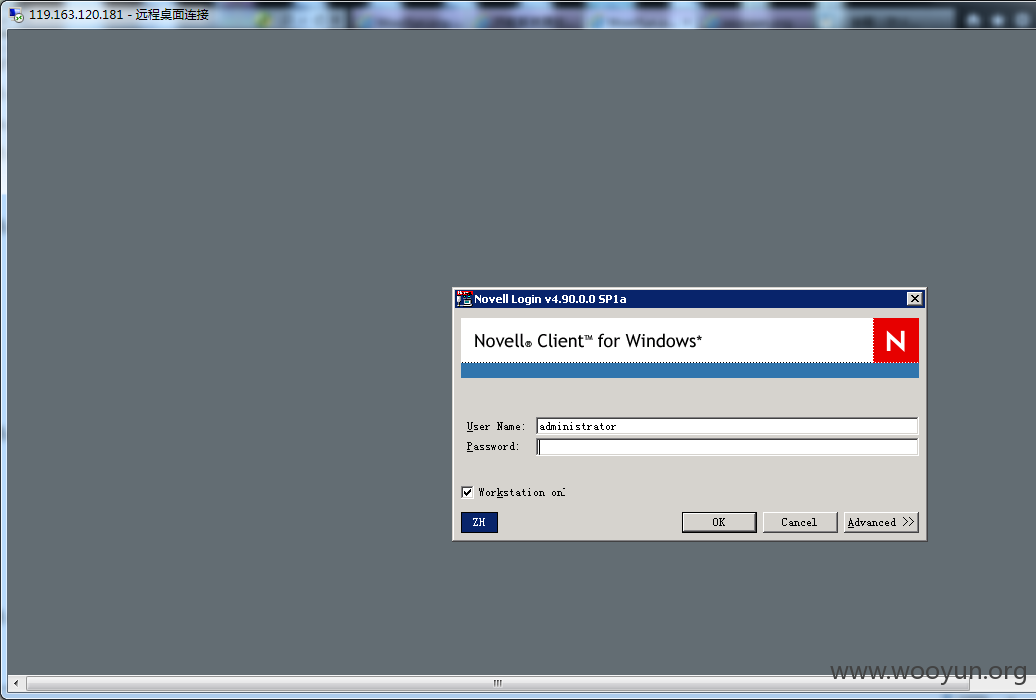 119.163.120.181 - 远程桌面连接
Novell Login v4.90.0.0 SP1a
Novell® Client™ for Windows*
N
User Name: administrator
Password:
Workstation onl
ZH
OK
Cancel
Advanced >>
www.wooyun.org